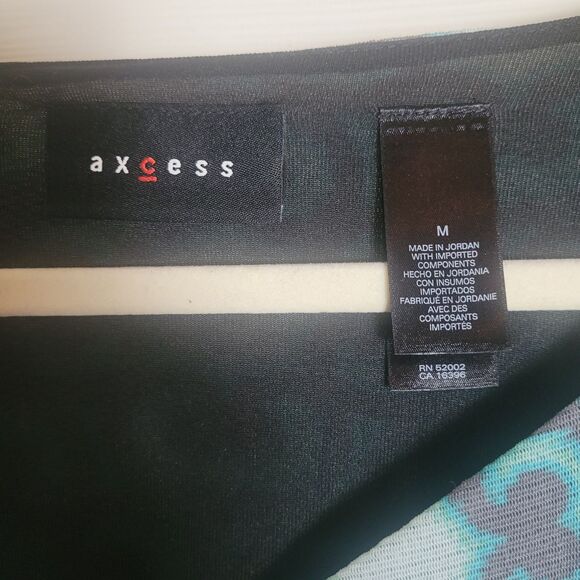 axcess
M
MADE IN JORDAN
WITH IMPORTED
COMPONENTS
HECHO EN JORDANIA
CON INSUMOS
IMPORTADOS
FABRIQUÉ EN JORDANIE
AVEC DES
COMPOSANTS
IMPORTÉS
RN 52002
CA 16396